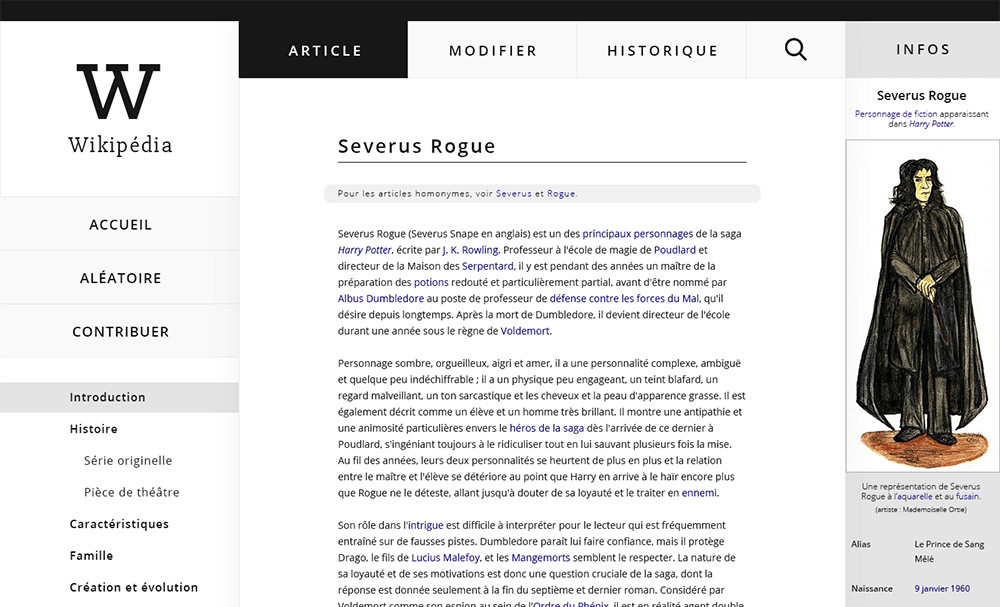 W
Wikipédia
ACCUEIL
ALÉATOIRE
CONTRIBUER
Introduction
Histoire
Série originelle
Pièce de théâtre
Caractéristiques
Famille
Création et évolution
ARTICLE
MODIFIER
HISTORIQUE
Severus Rogue
Pour les articles homonymes, voir Severus et Rogue.
Severus Rogue (Severus Snape en anglais) est un des principaux personnages de la saga
Harry Potter, écrite par J. K. Rowling. Professeur à l'école de magie de Poudlard et
directeur de la Maison des Serpentard, il y est pendant des années un maître de la
préparation des potions redouté et particulièrement partial, avant d'être nommé par
Albus Dumbledore au poste de professeur de défense contre les forces du Mal, qu'il
désire depuis longtemps. Après la mort de Dumbledore, il devient directeur de l'école
durant une année sous le règne de Voldemort.
Personnage sombre, orgueilleux, aigri et amer, il a une personnalité complexe, ambiguë
et quelque peu indéchiffrable ; il a un physique peu engageant, un teint blafard, un
regard malveillant, un ton sarcastique et les cheveux et la peau d'apparence grasse. Il est
également décrit comme un élève et un homme très brillant. Il montre une antipathie et
une animosité particulières envers le héros de la saga dès l'arrivée de ce dernier à
Poudlard, s'ingéniant toujours à le ridiculiser tout en lui sauvant plusieurs fois la mise.
Au fil des années, leurs deux personnalités se heurtent de plus en plus et la relation
entre le maître et l'élève se détériore au point que Harry en arrive à le haïr encore plus
que Rogue ne le déteste, allant jusqu'à douter de sa loyauté et le traiter en ennemi.
Son rôle dans l'intrigue est difficile à interpréter pour le lecteur qui est fréquemment
entraîné sur de fausses pistes. Dumbledore paraît lui faire confiance, mais il protège
Drago, le fils de Lucius Malefoy, et les Mangemorts semblent le respecter. La nature de
sa loyauté et de ses motivations est donc une question cruciale de la saga, dont la
réponse est donnée seulement à la fin du septième et dernier roman. Considéré par
Voldemort comme son espion au sein de l'Ordre du Phénix, il est en réalité agent double
INFOS
Severus Rogue
Personnage de fiction apparaissant
dans Harry Potter.
Une représentation de Severus
Rogue à l'aquarelle et au fusain.
(artiste : Mademoiselle Ortie)
Alias Le Prince de Sang
Mêlé
Naissance 9 janvier 1960